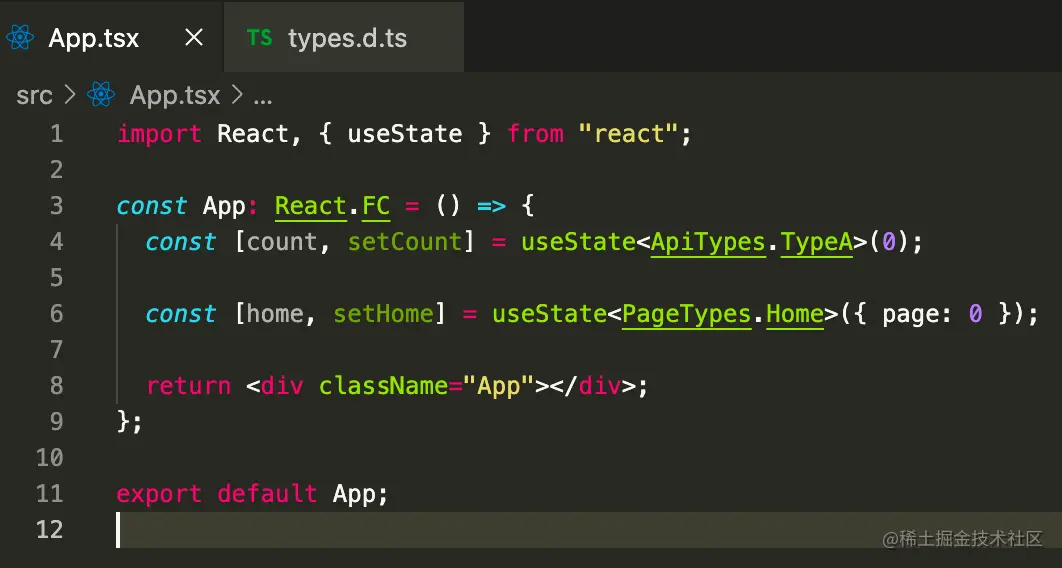 App.tsx × TS types.d.ts
src > App.tsx > ...
1 import React, { useState } from "react";
2
3 const App: React.FC = () => {
4 const [count, setCount] = useState<ApiTypes.TypeA>(0);
5
6 const [home, setHome] = useState<PageTypes.Home>({ page: 0 });
7
8 return <div className="App"></div>;
9 };
10
11 export default App;
12
@稀土掘金技术社区